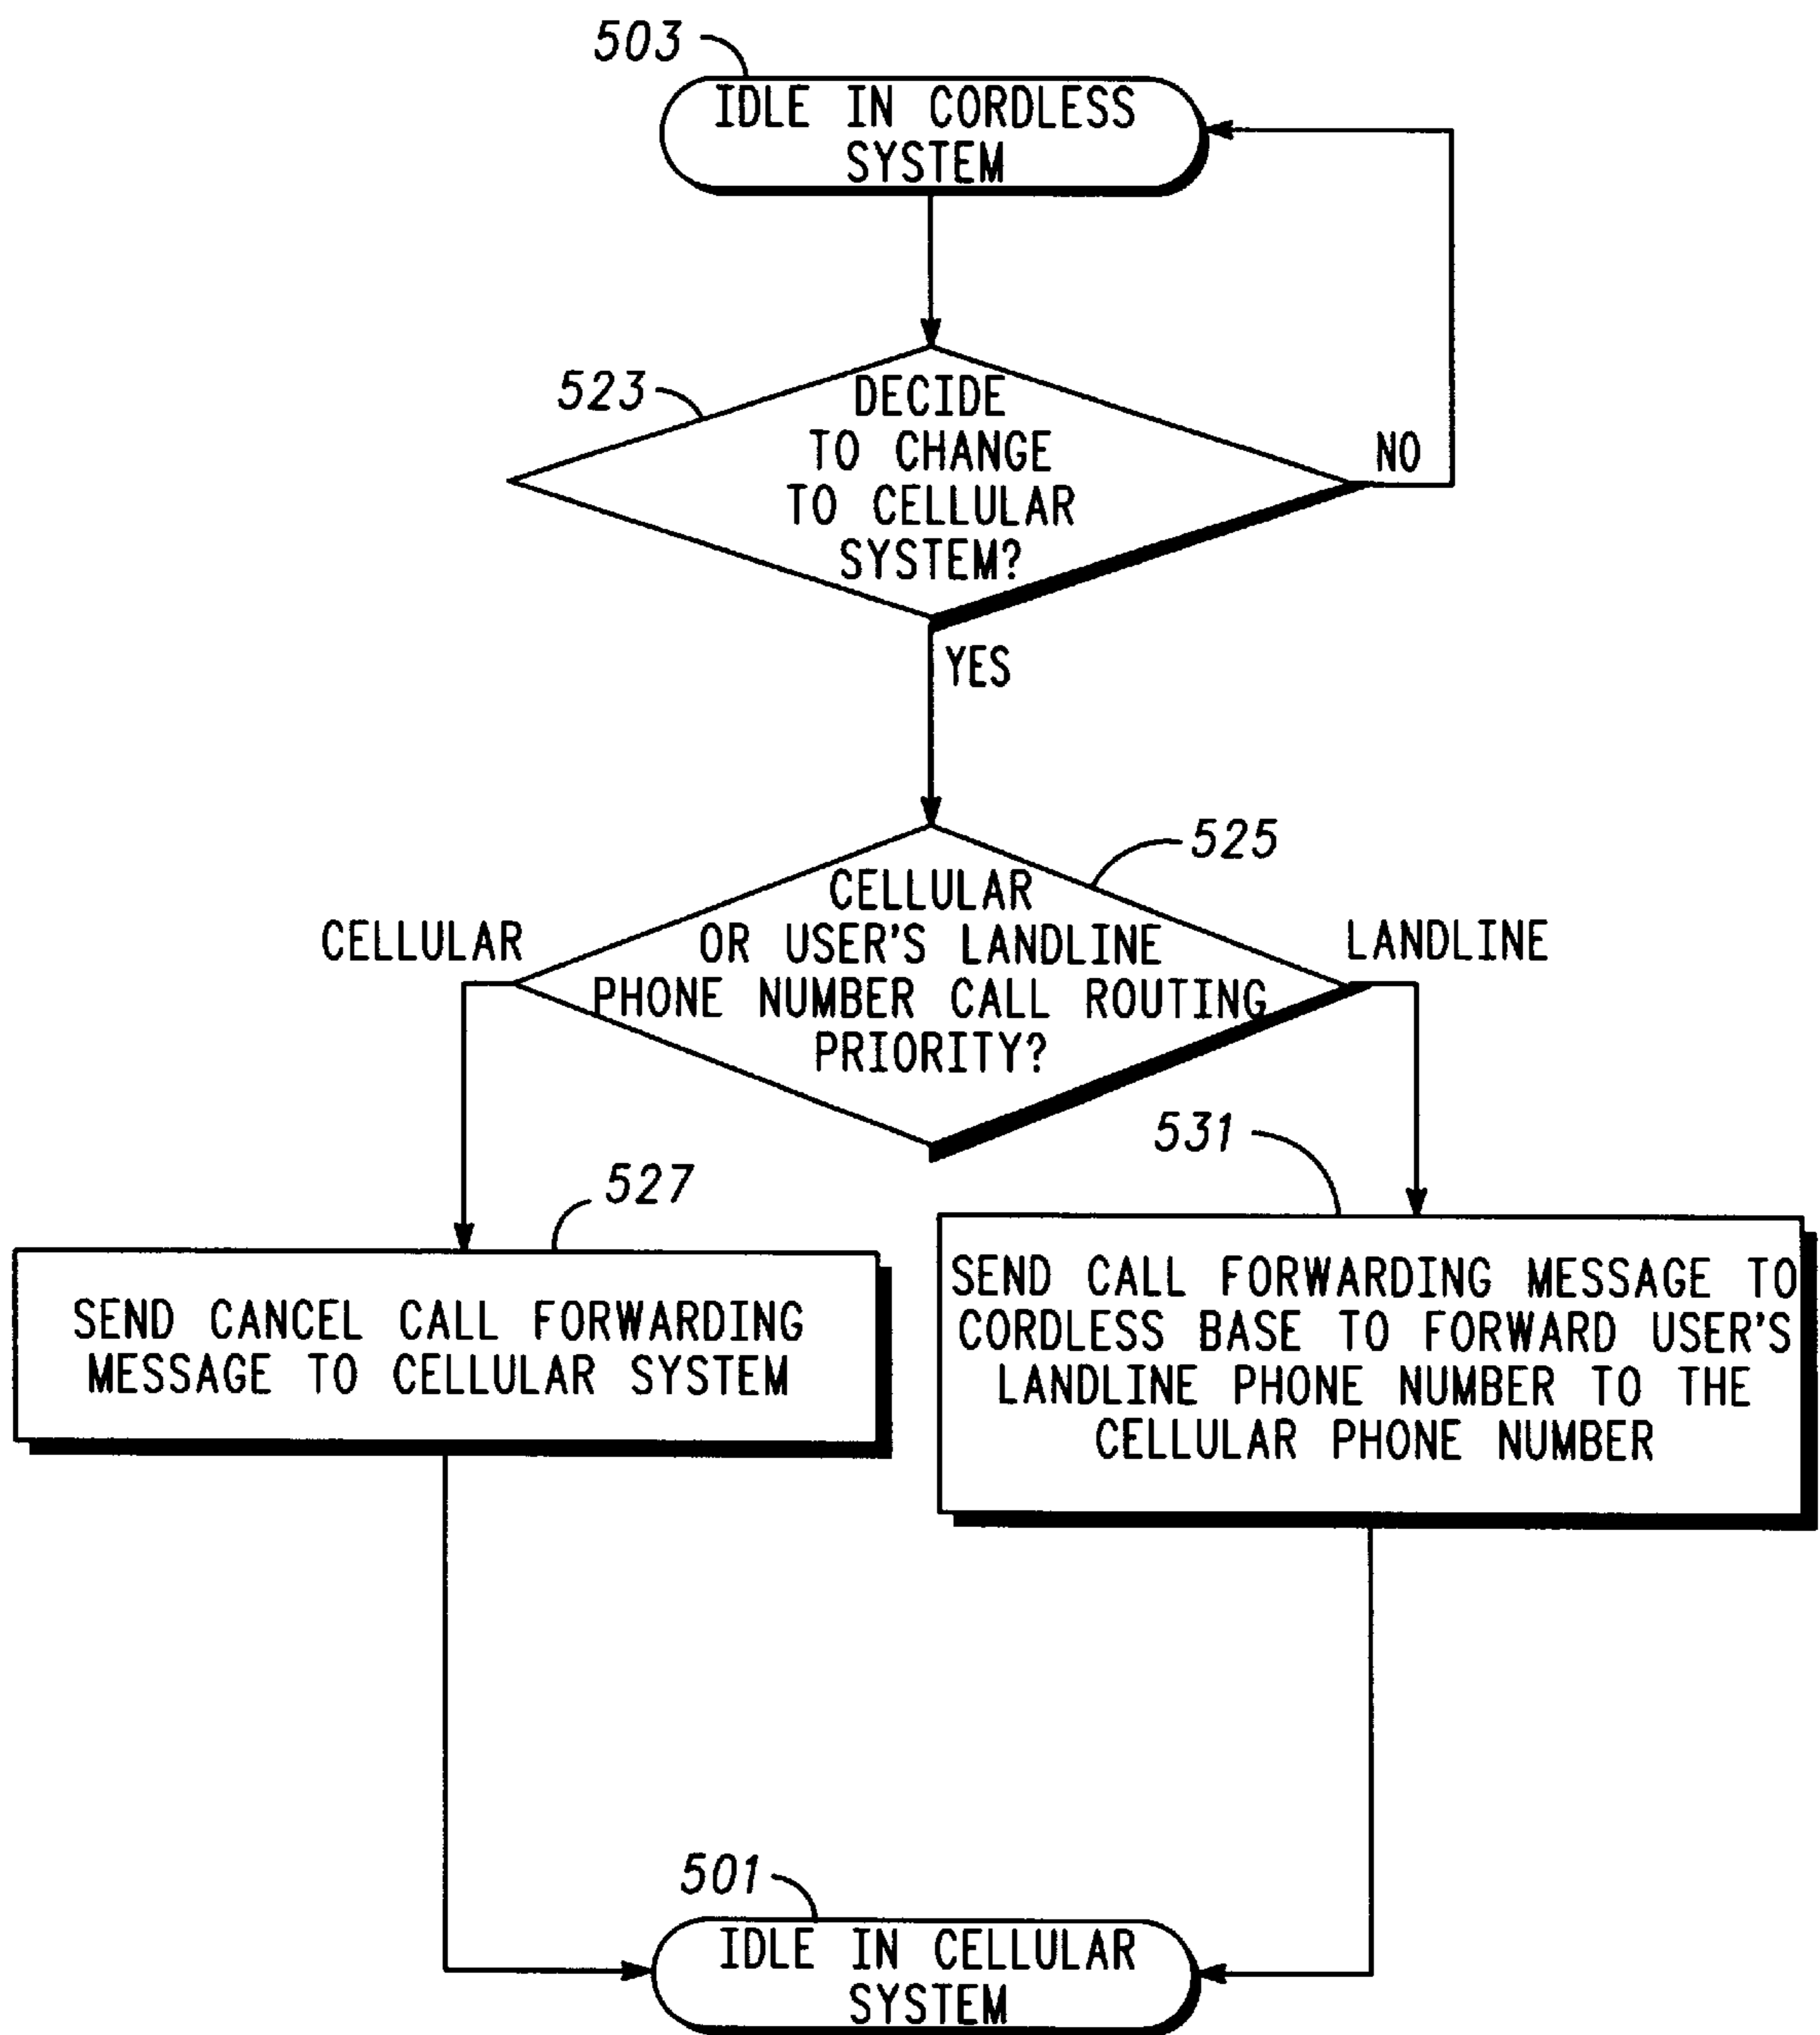 503
IDLE IN CORDLESS
SYSTEM
523
DECIDE
TO CHANGE
TO CELLULAR
SYSTEM?
NO
YES
525
CELLULAR
OR USER'S LANDLINE
PHONE NUMBER CALL ROUTING
PRIORITY?
CELLULAR
LANDLINE
527
SEND CANCEL CALL FORWARDING
MESSAGE TO CELLULAR SYSTEM
531
SEND CALL FORWARDING MESSAGE TO
CORDLESS BASE TO FORWARD USER'S
LANDLINE PHONE NUMBER TO THE
CELLULAR PHONE NUMBER
501
IDLE IN CELLULAR
SYSTEM